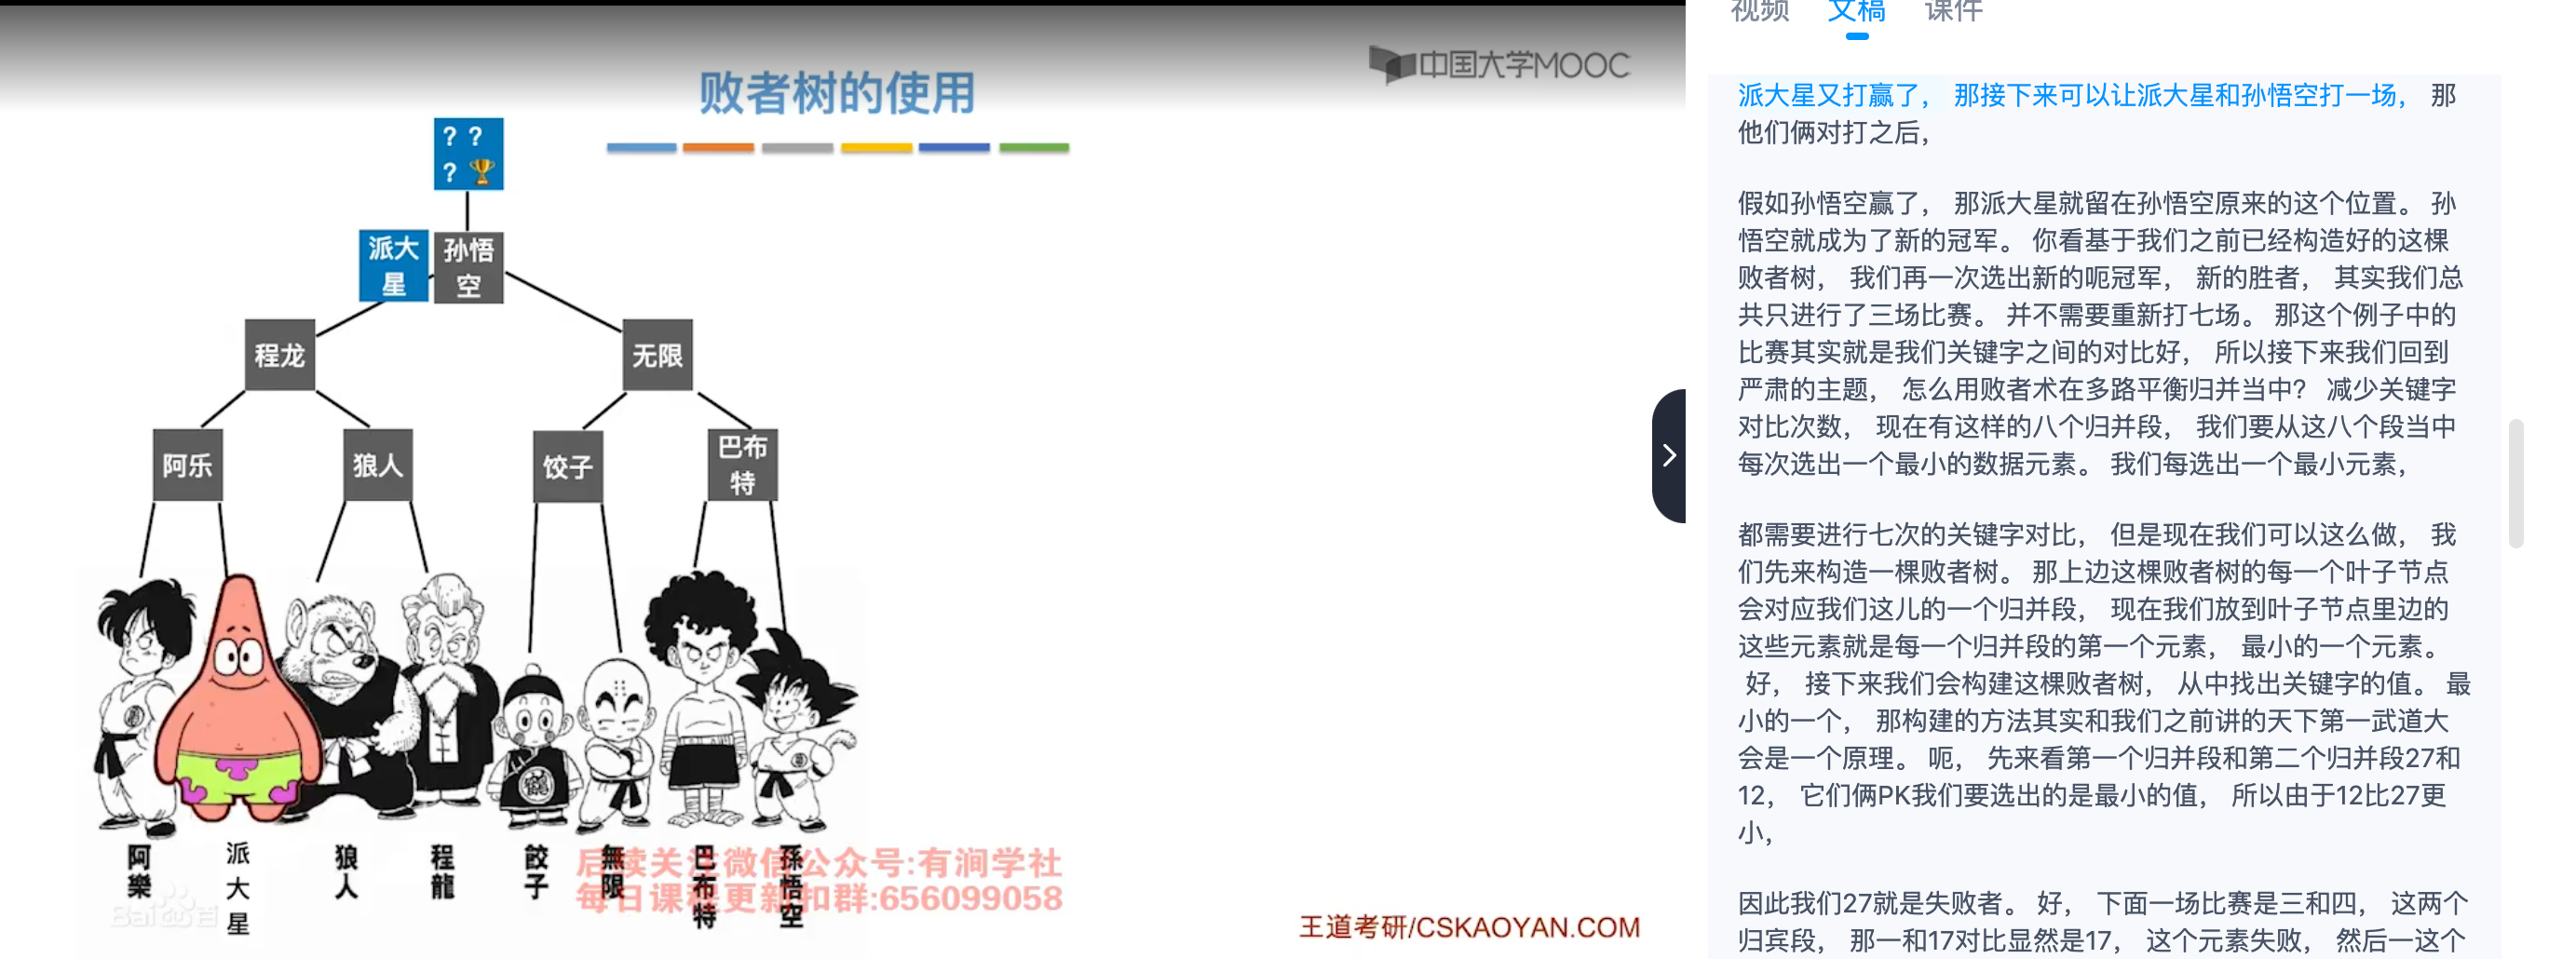 败者树的使用
中国大学MOOC
? ?
?
派大
星
孙悟
空
程龙
无限
阿乐
狼人
饺子
巴布
特
阿樂
派大星
狼人
程龍
餃子
無限
巴布特
孫悟空
后续关注微信公众号:有涧学社
每日课程更新扣群:656099058
Bai
王道考研/CSKAOYAN.COM
视频 文稿 课件
派大星又打赢了， 那接下来可以让派大星和孙悟空打一场， 那
他们俩对打之后，
假如孙悟空赢了， 那派大星就留在孙悟空原来的这个位置。 孙
悟空就成为了新的冠军。 你看基于我们之前已经构造好的这棵
败者树， 我们再一次选出新的呃冠军， 新的胜者， 其实我们总
共只进行了三场比赛。 并不需要重新打七场。 那这个例子中的
比赛其实就是我们关键字之间的对比好， 所以接下来我们回到
严肃的主题， 怎么用败者术在多路平衡归并当中? 减少关键字
对比次数， 现在有这样的八个归并段， 我们要从这八个段当中
每次选出一个最小的数据元素。 我们每选出一个最小元素，
都需要进行七次的关键字对比， 但是现在我们可以这么做， 我
们先来构造一棵败者树。 那上边这棵败者树的每一个叶子节点
会对应我们这儿的一个归并段， 现在我们放到叶子节点里边的
这些元素就是每一个归并段的第一个元素， 最小的一个元素。
好， 接下来我们会构建这棵败者树， 从中找出关键字的值。 最
小的一个， 那构建的方法其实和我们之前讲的天下第一武道大
会是一个原理。 呃， 先来看第一个归并段和第二个归并段27和
12， 它们俩PK我们要选出的是最小的值， 所以由于12比27更
小，
因此我们27就是失败者。 好， 下面一场比赛是三和四， 这两个
归宾段， 那一和17对比显然是17， 这个元素失败， 然后一这个